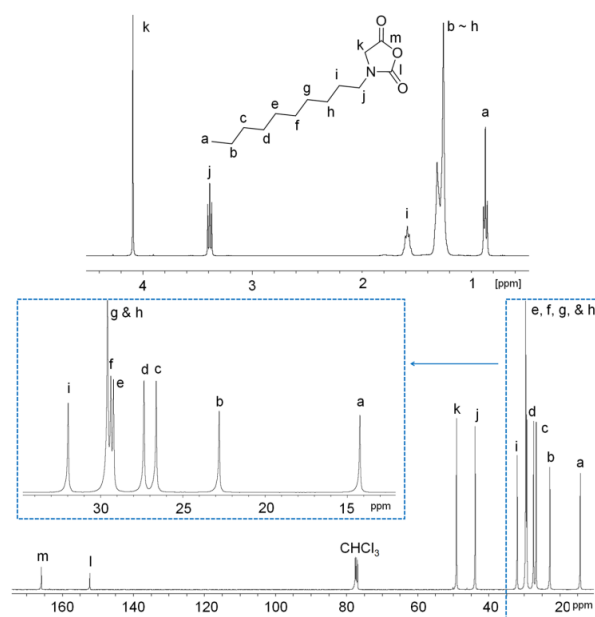 k
O
m
b ~ h
k
O
N
l
O
i
g
c
e
h
j
a
a
d
f
b
j
i
4
3
2
1
[ppm]
g & h
e, f, g, & h
f
e
d
c
i
b
a
k
j
d
c
i
b
a
30
25
20
15
ppm
CHCl3
m
l
160
140
120
100
80
60
40
20
ppm